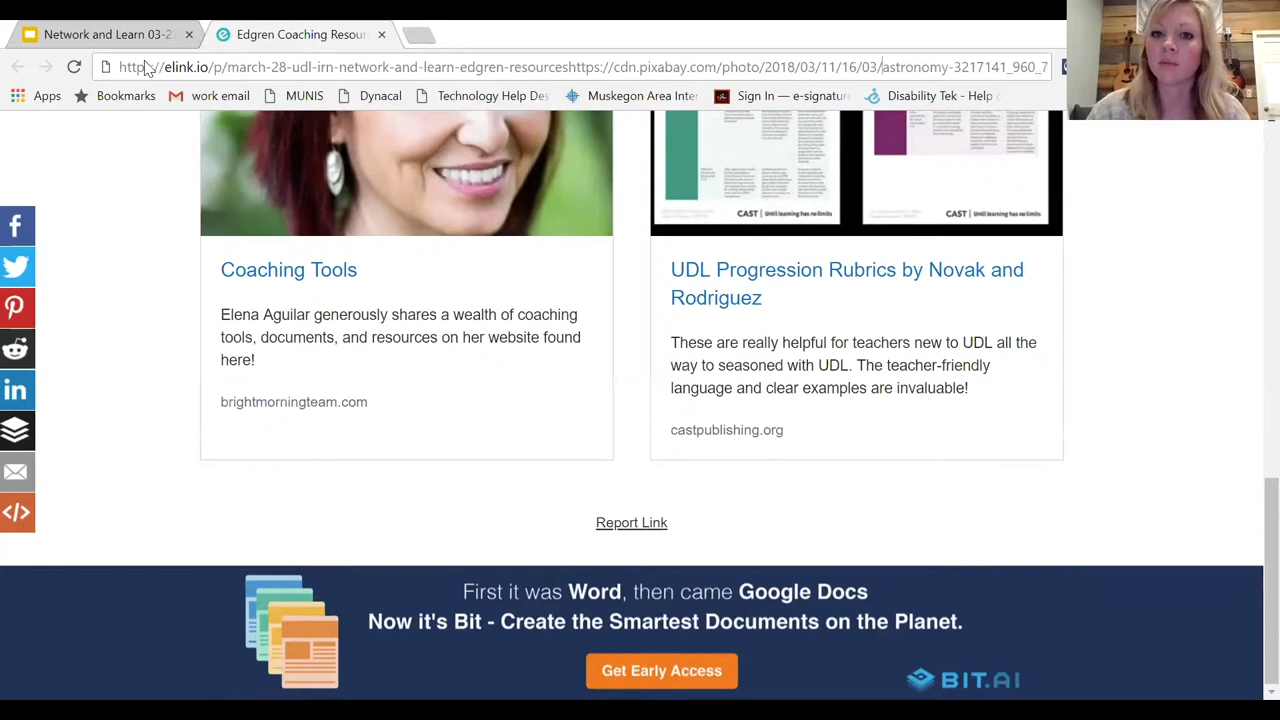 Network and Learn 03-2
Edgren Coaching Resour
https://elink.io/p/march-28-udl-irn-network-and-learn-edgren-resourceshttps://cdn.pixabay.com/photo/2018/03/11/16/03/astronomy-3217141_960_7
Apps
Bookmarks
work email
MUNIS
Dynacal
Technology Help Des
Muskegon Area Inter
Sign In — e-signatur
Disability Tek - Help d
CAST | Until learning has no limits
CAST | Until learning has no limits
Coaching Tools
Elena Aguilar generously shares a wealth of coaching
tools, documents, and resources on her website found
here!
brightmorningteam.com
UDL Progression Rubrics by Novak and
Rodriguez
These are really helpful for teachers new to UDL all the
way to seasoned with UDL. The teacher-friendly
language and clear examples are invaluable!
castpublishing.org
Report Link
First it was Word, then came Google Docs
Now it's Bit - Create the Smartest Documents on the Planet.
Get Early Access
BIT.AI